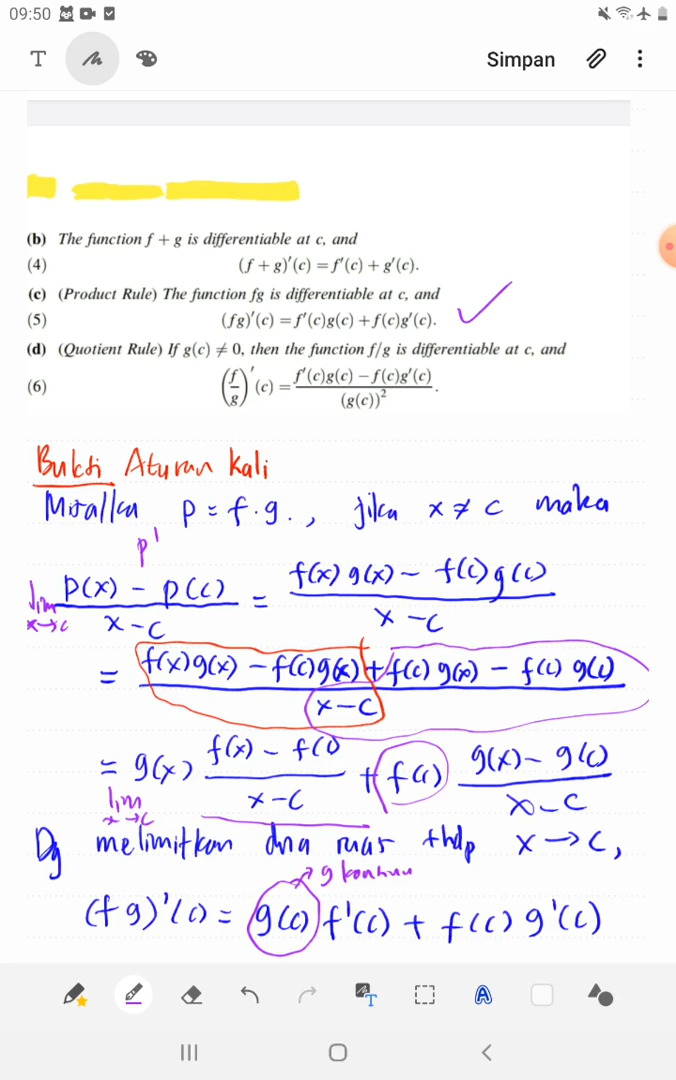 09:50
T Simpan
(b) The function f + g is differentiable at c, and
(4) (f + g)′(c) = f′(c) + g′(c).
(c) (Product Rule) The function fg is differentiable at c, and
(5) (fg)′(c) = f′(c)g(c) + f(c)g′(c).
(d) (Quotient Rule) If g(c) ≠ 0, then the function f/g is differentiable at c, and
(6) (f/g)′(c) = (f′(c)g(c) − f(c)g′(c))/(g(c))².
Bukti Aturan kali
Misalkan p = f.g., jika x ≠ c maka
p'
lim x→c (p(x) − p(c))/(x − c) = (f(x)g(x) − f(c)g(c))/(x − c)
= (f(x)g(x) − f(c)g(x) + f(c)g(x) − f(c)g(c))/(x − c)
= g(x) (f(x) − f(c))/(x − c) + f(c) (g(x) − g(c))/(x − c)
lim x→c
Dg melimitkan dua ruas thdp x → c,
g kontinu
(fg)'(c) = g(c) f'(c) + f(c) g'(c)
T A